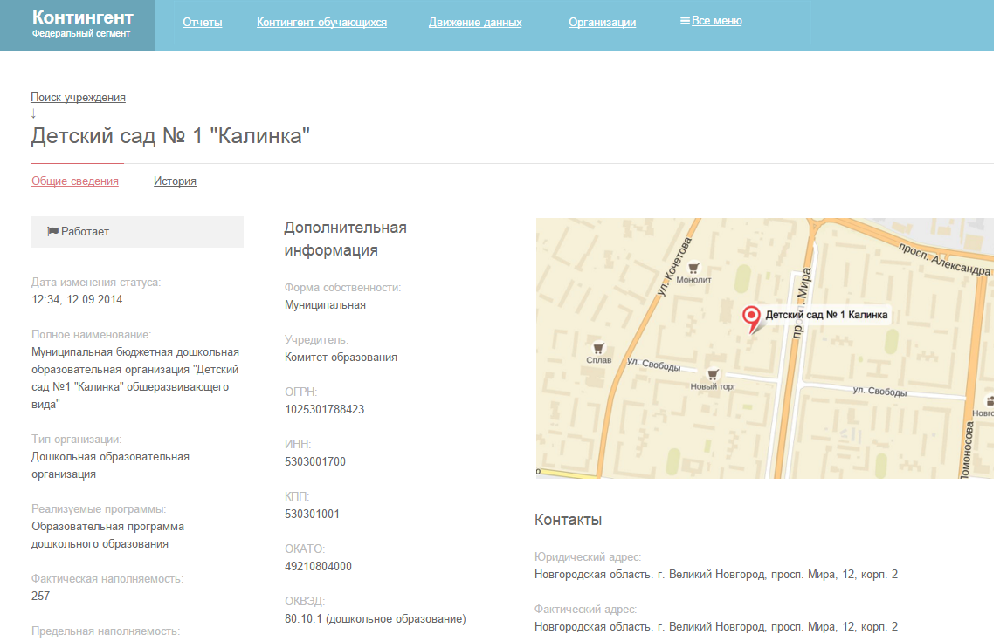 Контингент
Федеральный сегмент
Отчеты
Контингент обучающихся
Движение данных
Организации
Все меню
Поиск учреждения
↓
Детский сад № 1 "Калинка"
Общие сведения
История
Работает
Дата изменения статуса:
12:34, 12.09.2014
Полное наименование:
Муниципальная бюджетная дошкольная
образовательная организация "Детский
сад №1 "Калинка" обшеразвивающего
вида"
Тип организации:
Дошкольная образовательная
организация
Реализуемые программы:
Образовательная программа
дошкольного образования
Фактическая наполняемость:
257
Предельная наполняемость:
Дополнительная
информация
Форма собственности:
Муниципальная
Учредитель:
Комитет образования
ОГРН:
1025301788423
ИНН:
5303001700
КПП:
530301001
ОКАТО:
49210804000
ОКВЭД:
80.10.1 (дошкольное образование)
ул. Кочетова
Монолит
просп. Мира
просп. Александра
Детский сад № 1 Калинка
Сплав
ул. Свободы
Новый торг
ул. Свободы
Ломоносова
Контакты
Юридический адрес:
Новгородская область. г. Великий Новгород, просп. Мира, 12, корп. 2
Фактический адрес:
Новгородская область. г. Великий Новгород, просп. Мира, 12, корп. 2